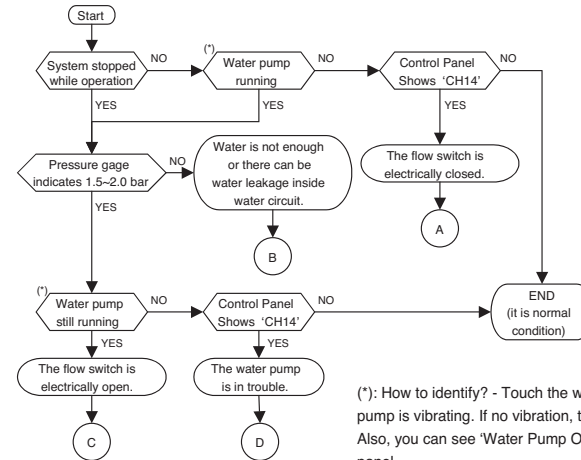 Start
System stopped
while operation
NO
YES
(*)
Water pump
running
NO
YES
Control Panel
Shows 'CH14'
NO
YES
Pressure gage
indicates 1.5~2.0 bar
NO
YES
Water is not enough
or there can be
water leakage inside
water circuit.
B
The flow switch is
electrically closed.
A
(*)
Water pump
still running
NO
YES
Control Panel
Shows 'CH14'
NO
YES
END
(it is normal
condition)
The flow switch is
electrically open.
C
The water pump
is in trouble.
D
(*): How to identify? - Touch the w
pump is vibrating. If no vibration, t
Also, you can see 'Water Pump O